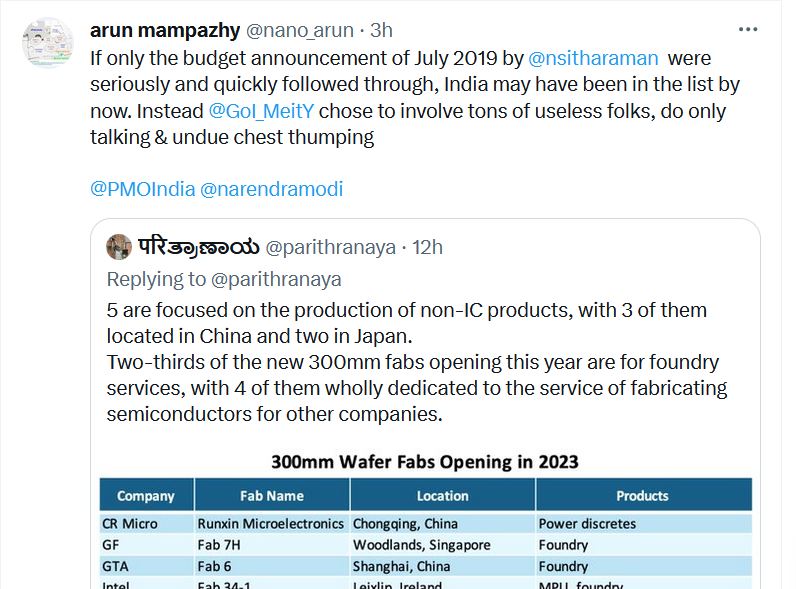 arun mampazhy @nano_arun · 3h
If only the budget announcement of July 2019 by @nsitharaman were
seriously and quickly followed through, India may have been in the list by
now. Instead @GoI_MeitY chose to involve tons of useless folks, do only
talking & undue chest thumping
@PMOIndia @narendramodi
परित्राಣಾಯ @parithranaya · 12h
Replying to @parithranaya
5 are focused on the production of non-IC products, with 3 of them
located in China and two in Japan.
Two-thirds of the new 300mm fabs opening this year are for foundry
services, with 4 of them wholly dedicated to the service of fabricating
semiconductors for other companies.
300mm Wafer Fabs Opening in 2023
Company Fab Name Location Products
CR Micro Runxin Microelectronics Chongqing, China Power discretes
GF Fab 7H Woodlands, Singapore Foundry
GTA Fab 6 Shanghai, China Foundry
Intel Fab 34-1 Leixlip, Ireland MPU, foundry